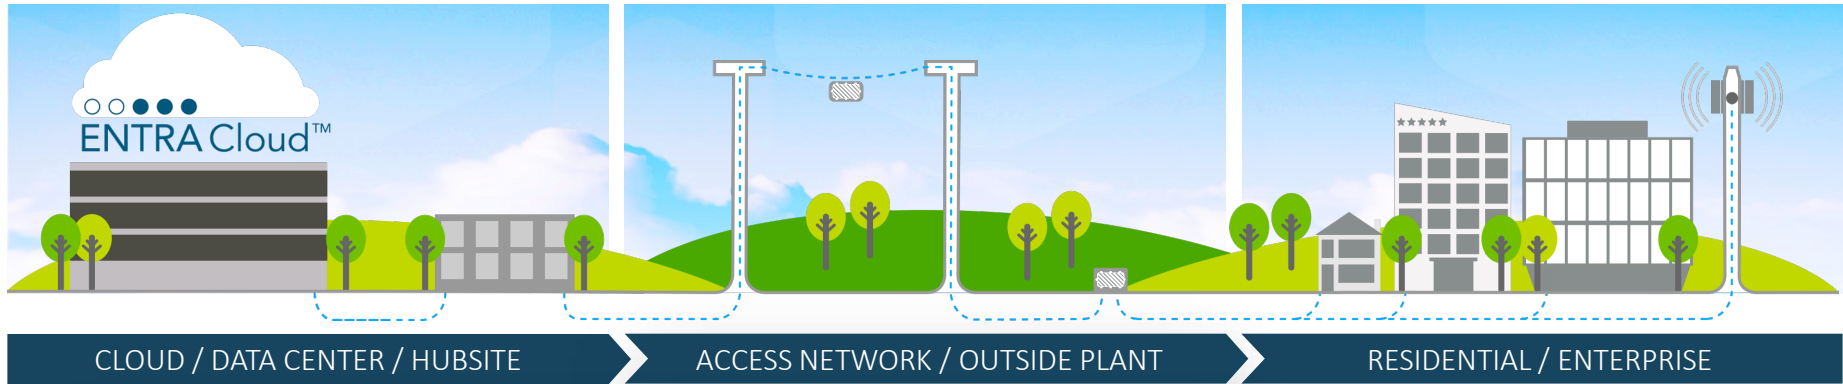 ENTRA Cloud™
CLOUD / DATA CENTER / HUBSITE
ACCESS NETWORK / OUTSIDE PLANT
RESIDENTIAL / ENTERPRISE